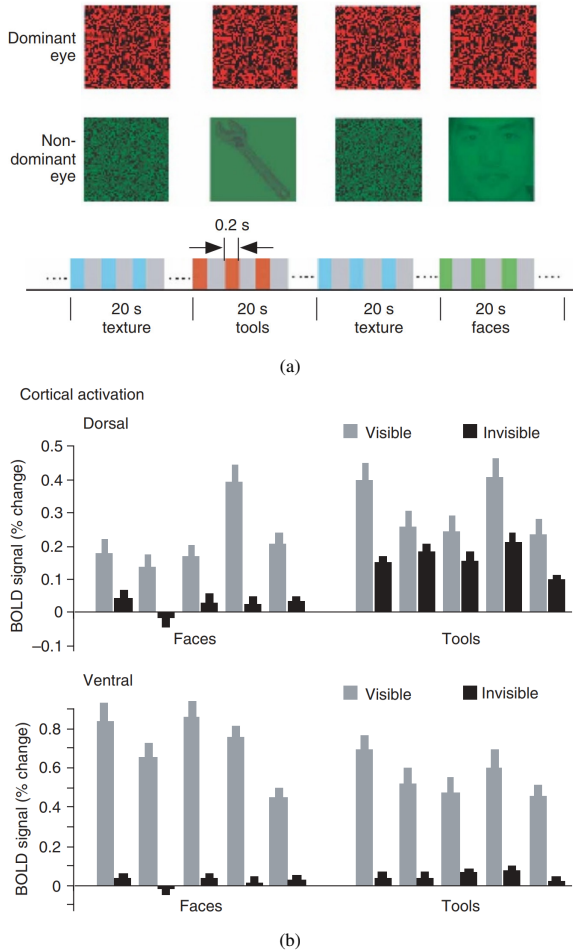 Dominant
eye
Non-
dominant
eye
0.2 s
20 s 20 s 20 s 20 s
texture tools texture faces
(a)
Cortical activation
Dorsal
Visible Invisible
BOLD signal (% change)
0.5
0.4
0.3
0.2
0.1
0
–0.1
Faces Tools
Ventral
Visible Invisible
BOLD signal (% change)
0.8
0.6
0.4
0.2
0
Faces Tools
(b)